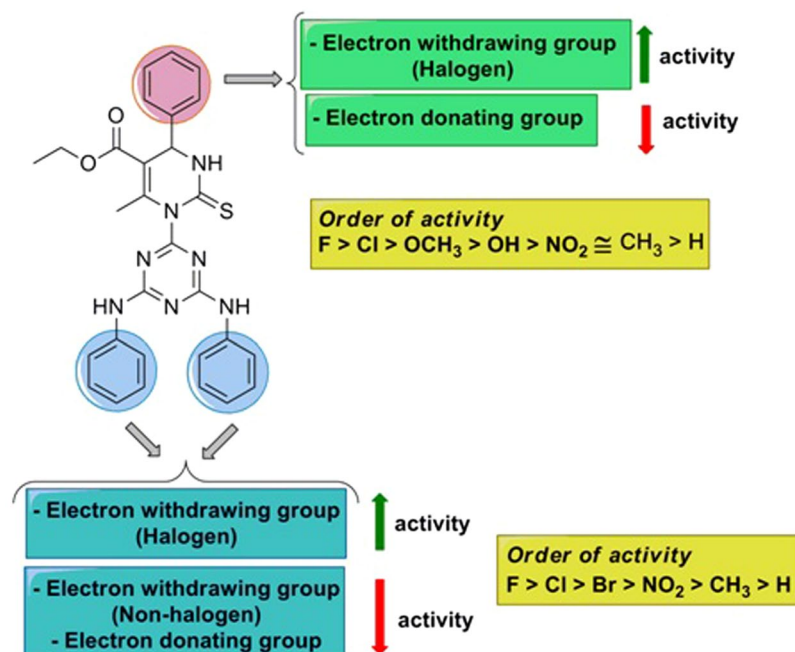 - Electron withdrawing group
(Halogen)
activity
- Electron donating group
activity
O
O
NH
N
S
Order of activity
F > Cl > OCH₃ > OH > NO₂ ≅ CH₃ > H
N
N
HN
N
NH
- Electron withdrawing group
(Halogen)
activity
- Electron withdrawing group
(Non-halogen)
- Electron donating group
activity
Order of activity
F > Cl > Br > NO₂ > CH₃ > H